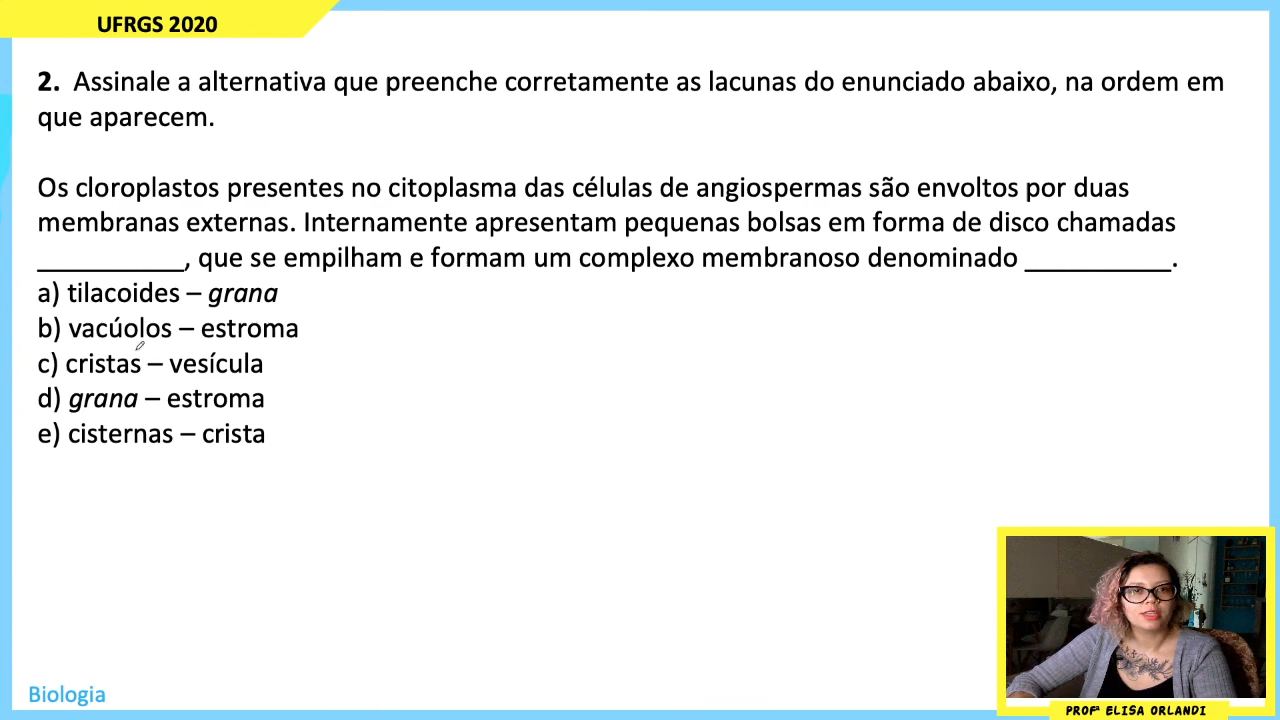 UFRGS 2020
2. Assinale a alternativa que preenche corretamente as lacunas do enunciado abaixo, na ordem em
que aparecem.
Os cloroplastos presentes no citoplasma das células de angiospermas são envoltos por duas
membranas externas. Internamente apresentam pequenas bolsas em forma de disco chamadas
__________, que se empilham e formam um complexo membranoso denominado __________.
a) tilacoides – grana
b) vacúolos – estroma
c) cristas – vesícula
d) grana – estroma
e) cisternas – crista
Biologia
PROFª ELISA ORLANDI